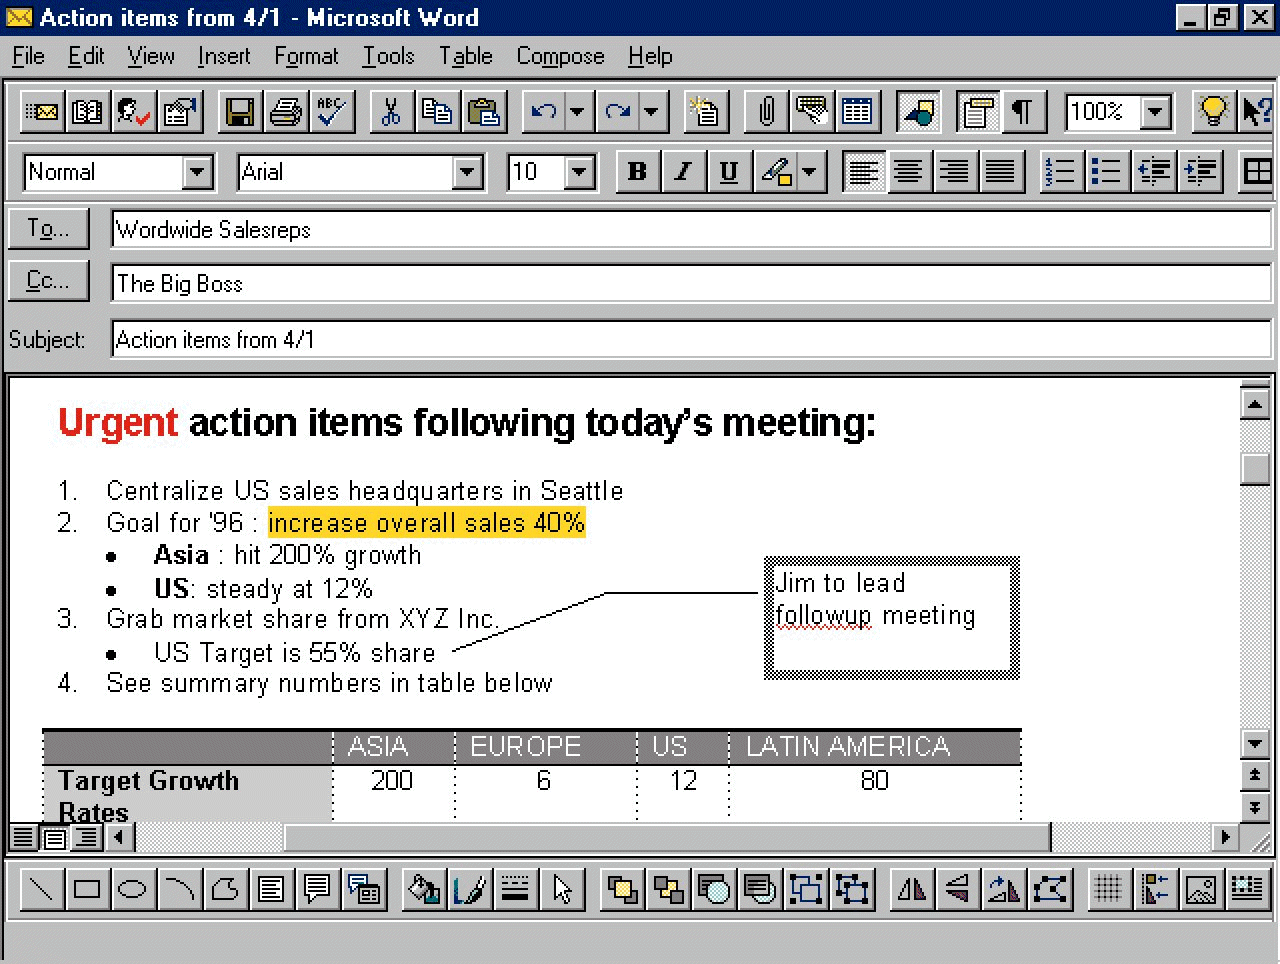 Action items from 4/1 - Microsoft Word
File Edit View Insert Format Tools Table Compose Help
ABC 100% ?
Normal Arial 10 B I U
To... Wordwide Salesreps
Cc... The Big Boss
Subject: Action items from 4/1
Urgent action items following today's meeting:
1. Centralize US sales headquarters in Seattle
2. Goal for '96 : increase overall sales 40%
• Asia : hit 200% growth
• US: steady at 12%
3. Grab market share from XYZ Inc.
• US Target is 55% share
4. See summary numbers in table below
Jim to lead
followup meeting
ASIA EUROPE US LATIN AMERICA
Target Growth 200 6 12 80
Rates